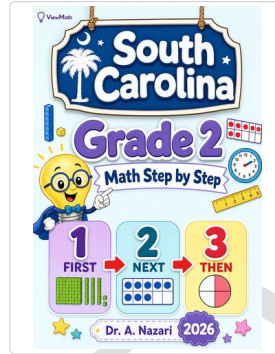 ViewMath
South
Carolina
Grade 2
Math Step by Step
1 2 3
FIRST NEXT THEN
Dr. A. Nazari 2026